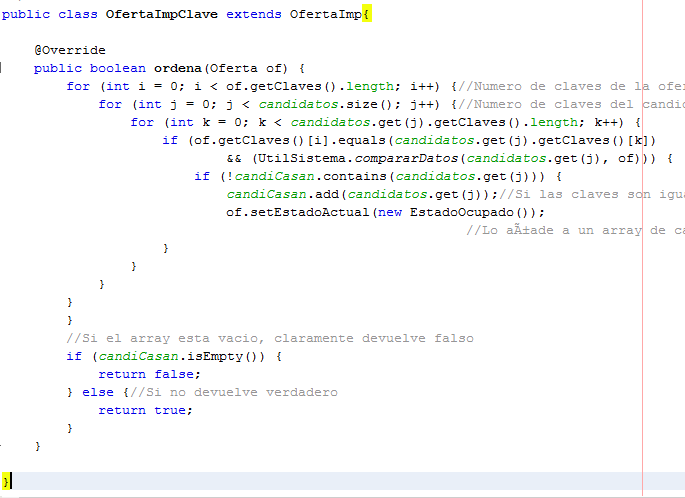 public class OfertaImpClave extends OfertaImp{
@Override
public boolean ordena(Oferta of) {
for (int i = 0; i < of.getClaves().length; i++) {//Numero de claves de la ofer
for (int j = 0; j < candidatos.size(); j++) {//Numero de claves del candid
for (int k = 0; k < candidatos.get(j).getClaves().length; k++) {
if (of.getClaves()[i].equals(candidatos.get(j).getClaves()[k])
&& (UtilSistema.compararDatos(candidatos.get(j), of))) {
if (!candiCasan.contains(candidatos.get(j))) {
candiCasan.add(candidatos.get(j));//Si las claves son igua
of.setEstadoActual(new EstadoOcupado());
//Lo aÃ±ade a un array de ca
}
}
}
}
}
//Si el array esta vacio, claramente devuelve falso
if (candiCasan.isEmpty()) {
return false;
} else {//Si no devuelve verdadero
return true;
}
}
}